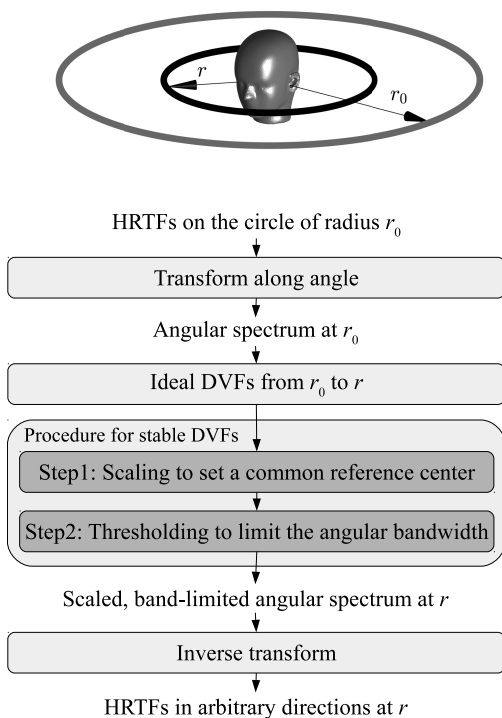 r
r₀
HRTFs on the circle of radius r₀
Transform along angle
Angular spectrum at r₀
Ideal DVFs from r₀ to r
Procedure for stable DVFs
Step1: Scaling to set a common reference center
Step2: Thresholding to limit the angular bandwidth
Scaled, band-limited angular spectrum at r
Inverse transform
HRTFs in arbitrary directions at r